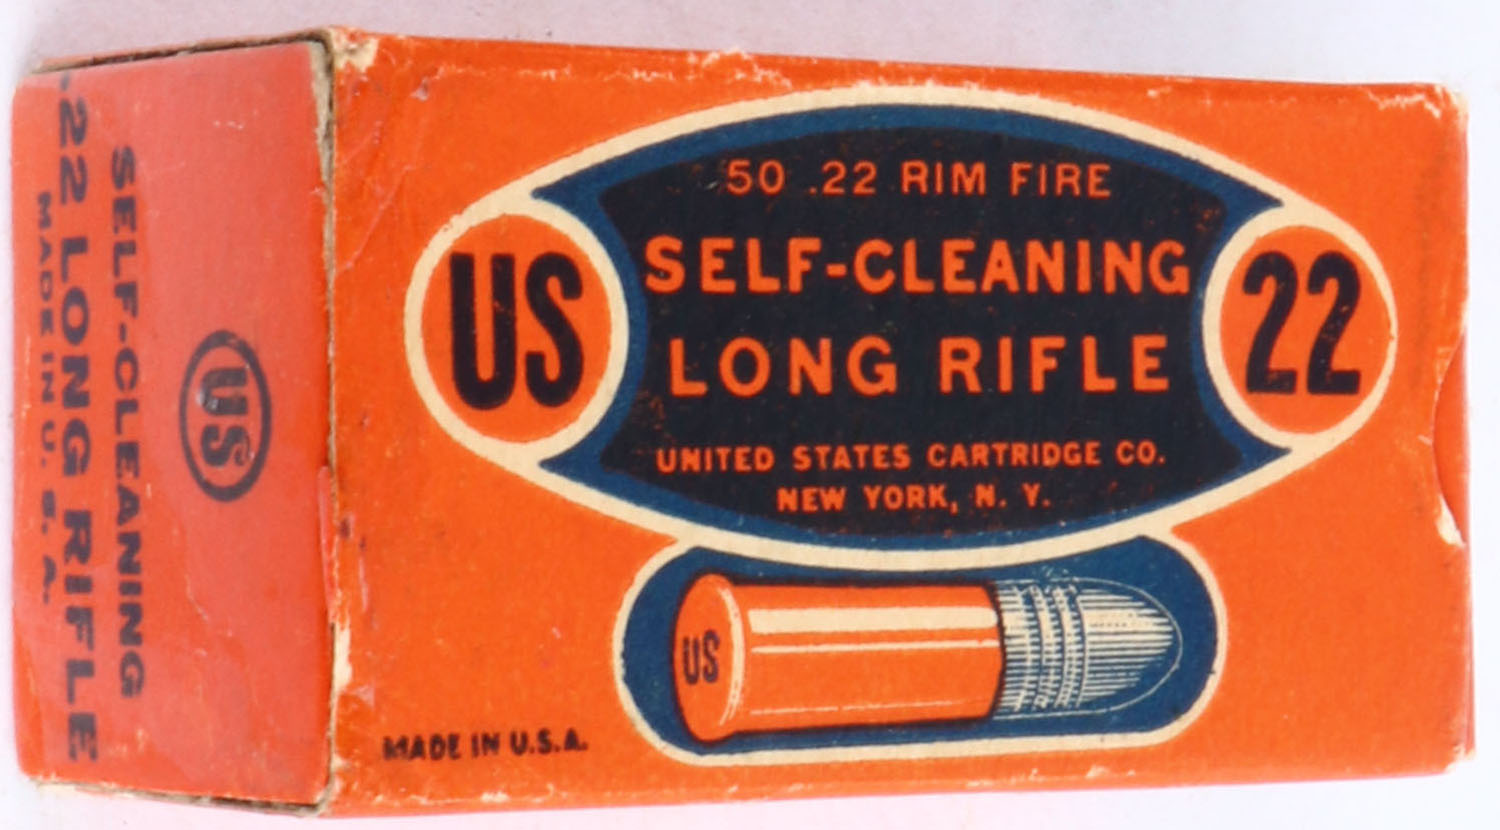 50 .22 RIM FIRE
SELF-CLEANING
LONG RIFLE
UNITED STATES CARTRIDGE CO.
NEW YORK, N. Y.
US
22
US
MADE IN U.S.A.
US
SELF-CLEANING
.22 LONG RIFLE
MADE IN U. S. A.